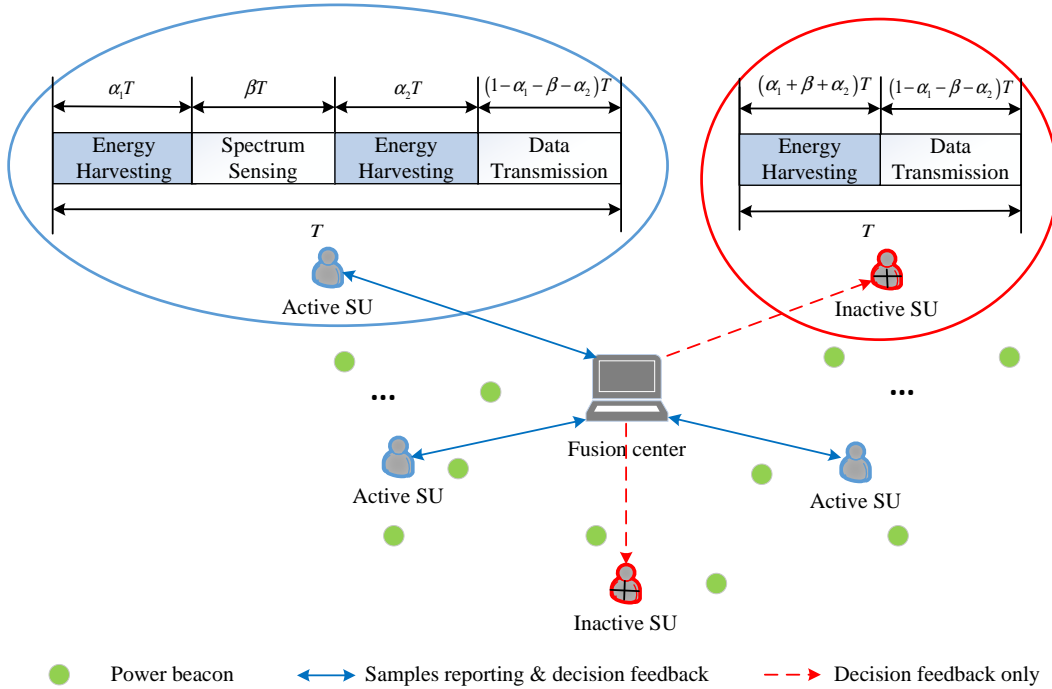 α₁T βT α₂T (1-α₁-β-α₂)T
Energy Harvesting Spectrum Sensing Energy Harvesting Data Transmission
T
Active SU
(α₁+β+α₂)T (1-α₁-β-α₂)T
Energy Harvesting Data Transmission
T
Inactive SU
...
...
Fusion center
Active SU
Active SU
Inactive SU
Power beacon
Samples reporting & decision feedback
Decision feedback only